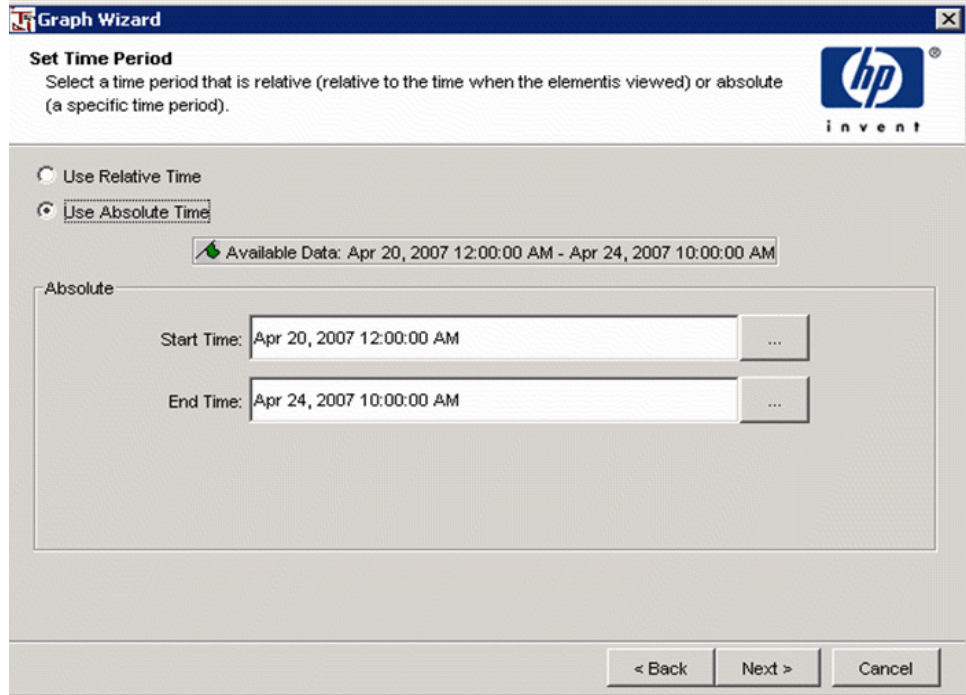 Graph Wizard
Set Time Period
Select a time period that is relative (relative to the time when the elementis viewed) or absolute
(a specific time period).
hp
®
invent
Use Relative Time
Use Absolute Time
Available Data: Apr 20, 2007 12:00:00 AM - Apr 24, 2007 10:00:00 AM
Absolute
Start Time: Apr 20, 2007 12:00:00 AM ...
End Time: Apr 24, 2007 10:00:00 AM ...
< Back Next > Cancel